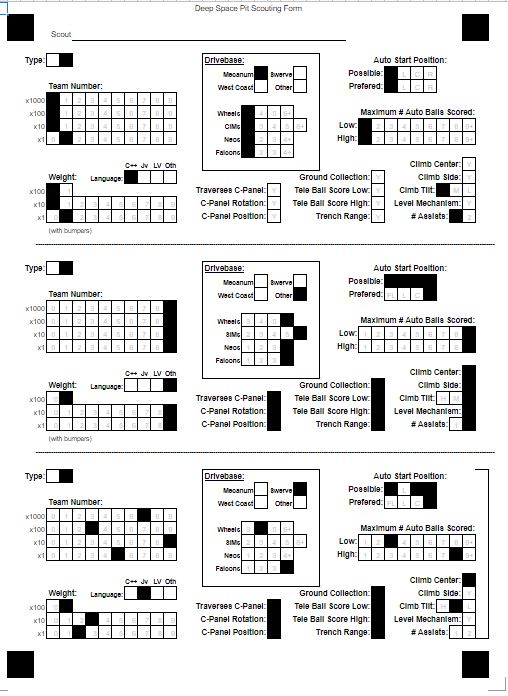 Deep Space Pit Scouting Form
Scout
Type:
Team Number:
x1000
x100
x10
x1
Weight:
Language: C++ Jv LV Oth
x100
x10
x1
(with bumpers)
Drivebase:
Mecanum Swerve
West Coast Other
Wheels
CIMs
Neos
Falcons
Traverses C-Panel:
C-Panel Rotation:
C-Panel Position:
Ground Collection:
Tele Ball Score Low:
Tele Ball Score High:
Trench Range:
Auto Start Position:
Possible:
Prefered:
Maximum # Auto Balls Scored:
Low:
High:
Climb Center:
Climb Side:
Climb Tilt:
Level Mechanism:
# Assists:
Type:
Team Number:
x1000
x100
x10
x1
Weight:
Language: C++ Jv LV Oth
x100
x10
x1
(with bumpers)
Drivebase:
Mecanum Swerve
West Coast Other
Wheels
SIMs
Neos
Falcons
Traverses C-Panel:
C-Panel Rotation:
C-Panel Position:
Ground Collection:
Tele Ball Score Low:
Tele Ball Score High:
Trench Range:
Auto Start Position:
Possible:
Prefered:
Maximum # Auto Balls Scored:
Low:
High:
Climb Center:
Climb Side:
Climb Tilt:
Level Mechanism:
# Assists:
Type:
Team Number:
x1000
x100
x10
x1
Weight:
Language: C++ Jv LV Oth
x100
x10
x1
Drivebase:
Mecanum Swerve
West Coast Other
Wheels
SIMs
Neos
Falcons
Traverses C-Panel:
C-Panel Rotation:
C-Panel Position:
Ground Collection:
Tele Ball Score Low:
Tele Ball Score High:
Trench Range:
Auto Start Position:
Possible:
Prefered:
Maximum # Auto Balls Scored:
Low:
High:
Climb Center:
Climb Side:
Climb Tilt:
Level Mechanism:
# Assists: